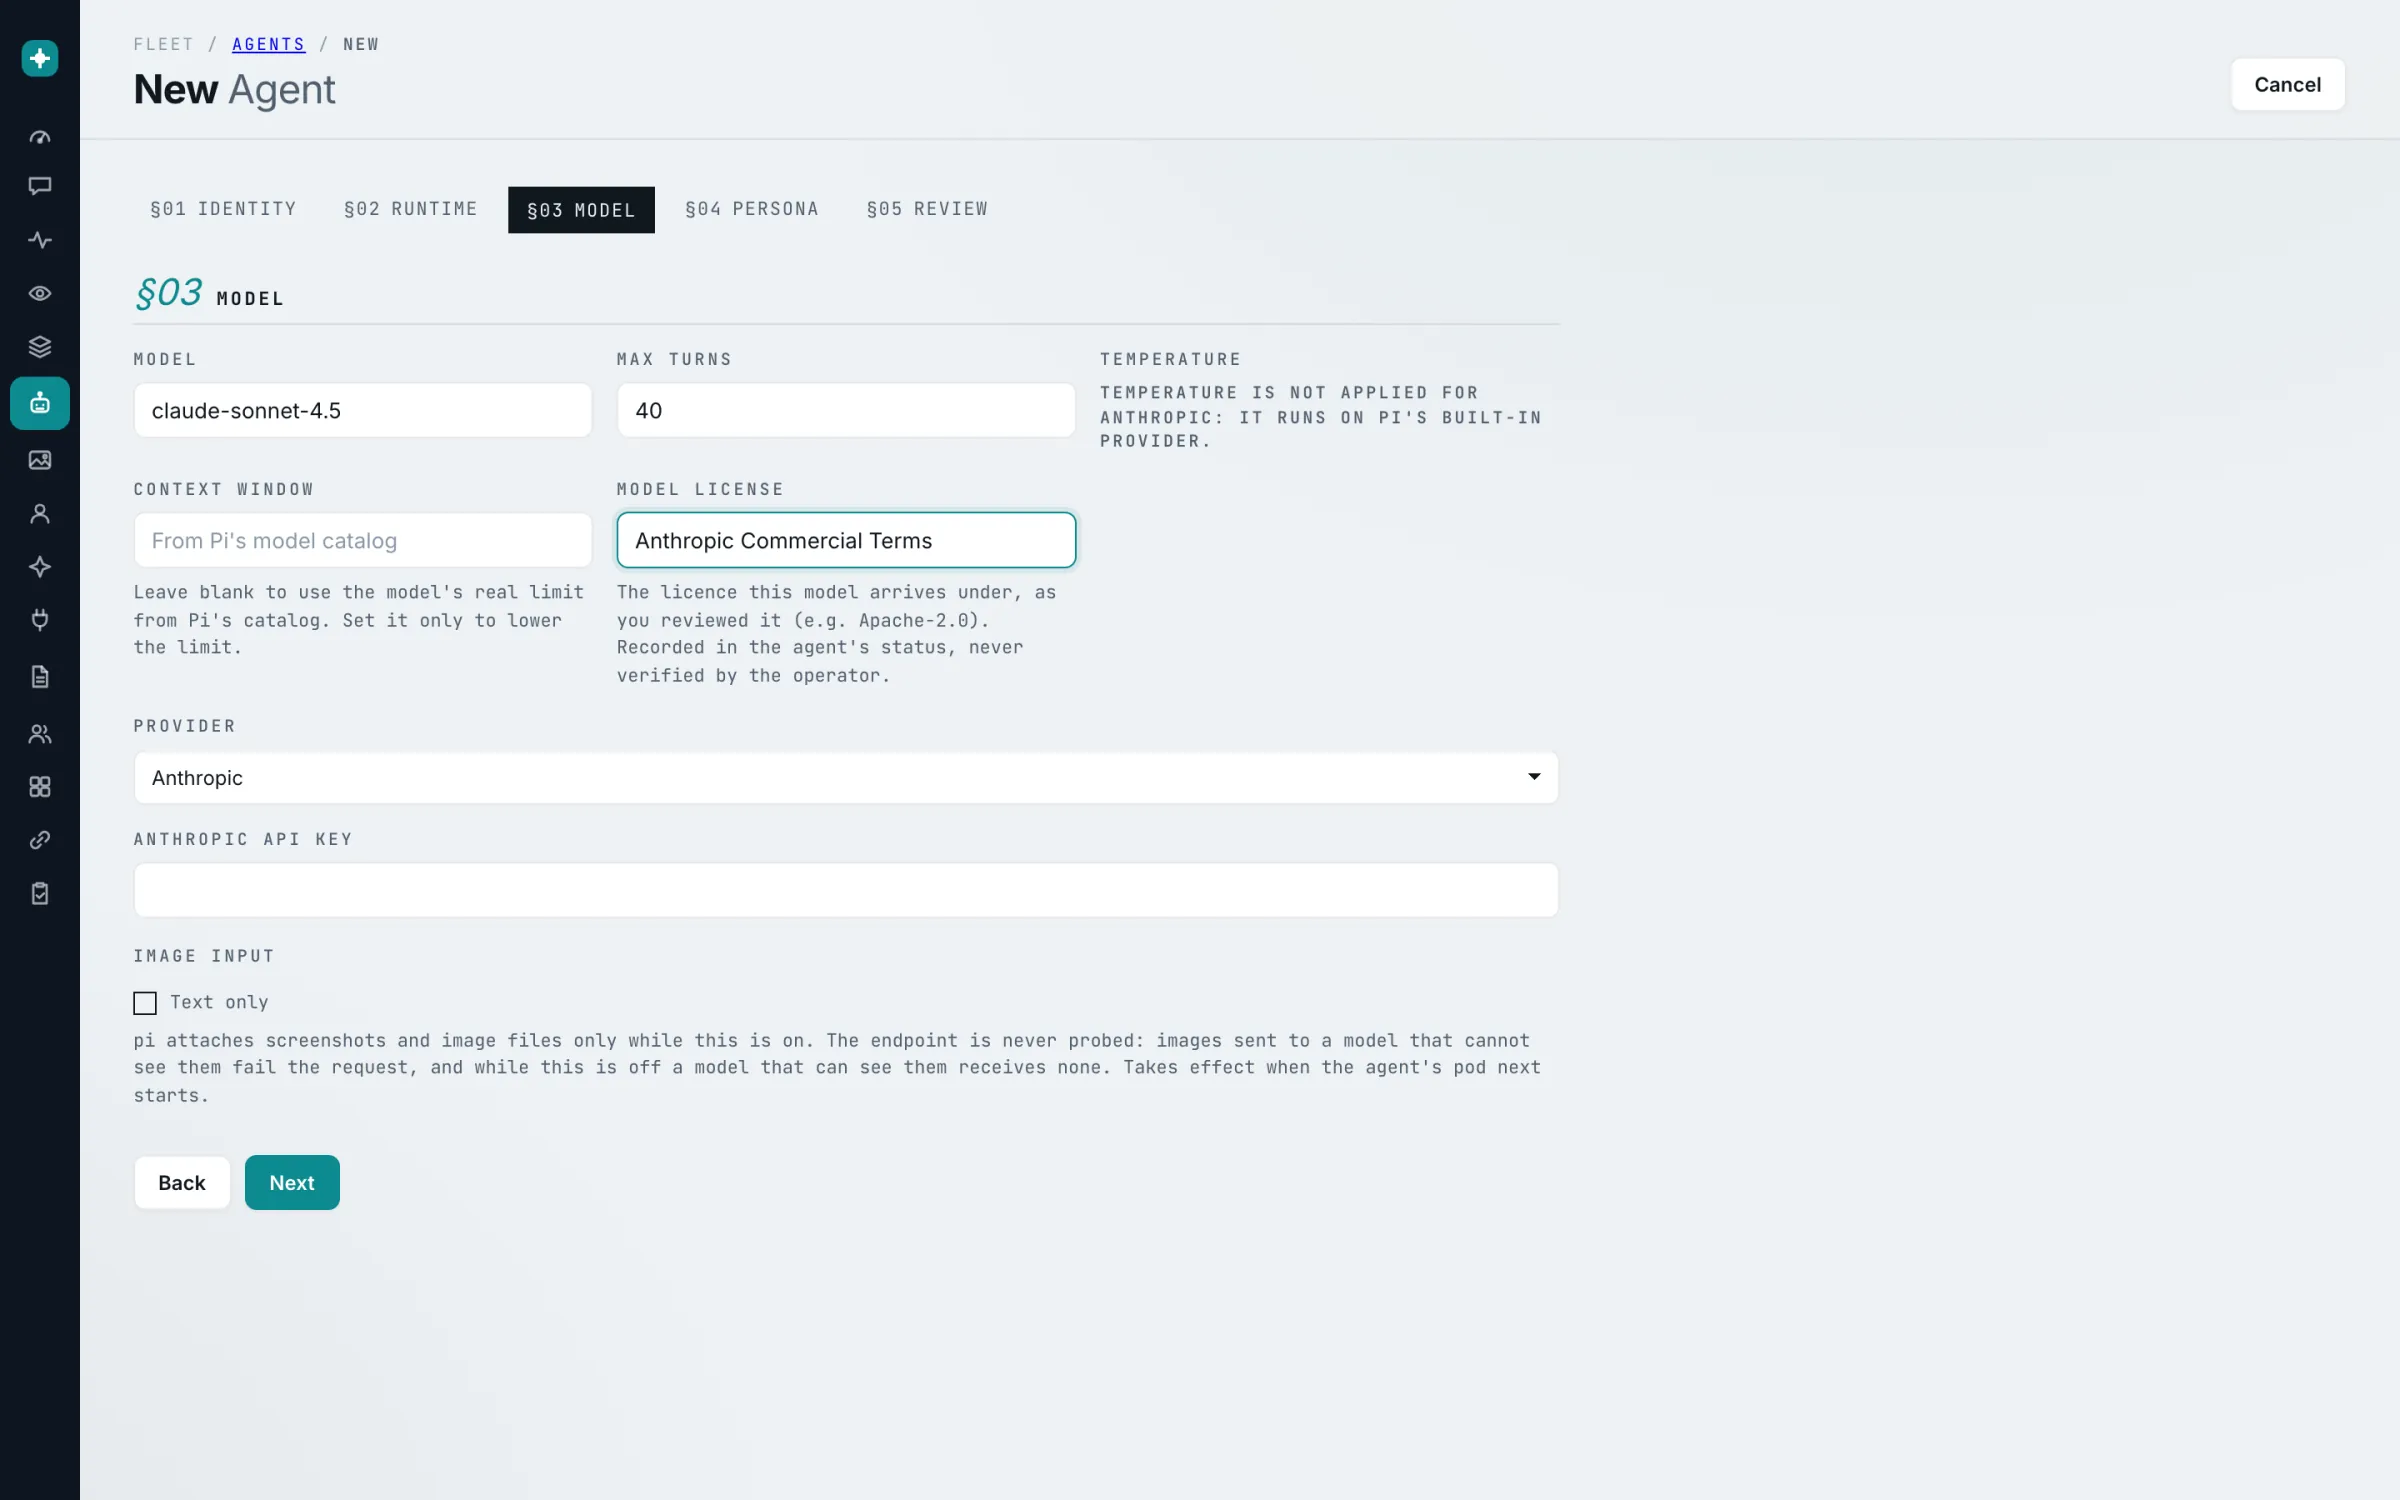 FLEET / AGENTS / NEW
New Agent
Cancel
§01 IDENTITY
§02 RUNTIME
§03 MODEL
§04 PERSONA
§05 REVIEW
§03 MODEL
MODEL
claude-sonnet-4.5
MAX TURNS
40
TEMPERATURE
TEMPERATURE IS NOT APPLIED FOR
ANTHROPIC: IT RUNS ON PI'S BUILT-IN
PROVIDER.
CONTEXT WINDOW
From Pi's model catalog
Leave blank to use the model's real limit
from Pi's catalog. Set it only to lower
the limit.
MODEL LICENSE
Anthropic Commercial Terms
The licence this model arrives under, as
you reviewed it (e.g. Apache-2.0).
Recorded in the agent's status, never
verified by the operator.
PROVIDER
Anthropic
ANTHROPIC API KEY
IMAGE INPUT
Text only
pi attaches screenshots and image files only while this is on. The endpoint is never probed: images sent to a model that cannot
see them fail the request, and while this is off a model that can see them receives none. Takes effect when the agent's pod next
starts.
Back
Next